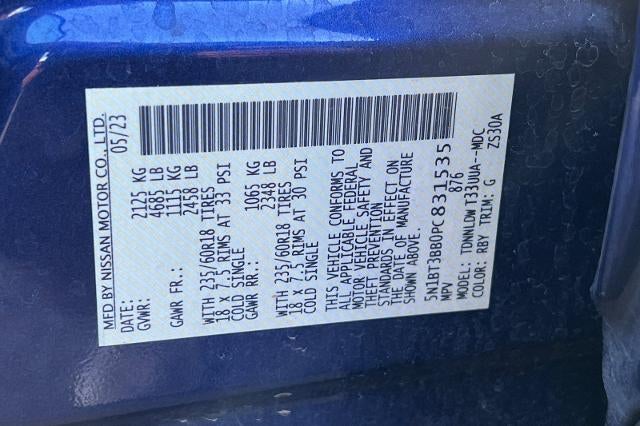 MFD BY NISSAN MOTOR CO., LTD.
DATE: 05/23
GVWR: 2125 KG
4685 LB
GAWR FR.: 1115 KG
2458 LB
WITH 235/60R18 TIRES
18 X 7.5 RIMS AT 33 PSI
COLD SINGLE
GAWR RR.: 1065 KG
2348 LB
WITH 235/60R18 TIRES
18 X 7.5 RIMS AT 30 PSI
COLD SINGLE
THIS VEHICLE CONFORMS TO
ALL APPLICABLE FEDERAL
MOTOR VEHICLE SAFETY AND
THEFT PREVENTION
STANDARDS IN EFFECT ON
THE DATE OF MANUFACTURE
SHOWN ABOVE.
5N1BT3BB0PC831535
MPV 876
MODEL: TDNNLDWT33UUA--MDC
COLOR: RBY TRIM: G ZS30A